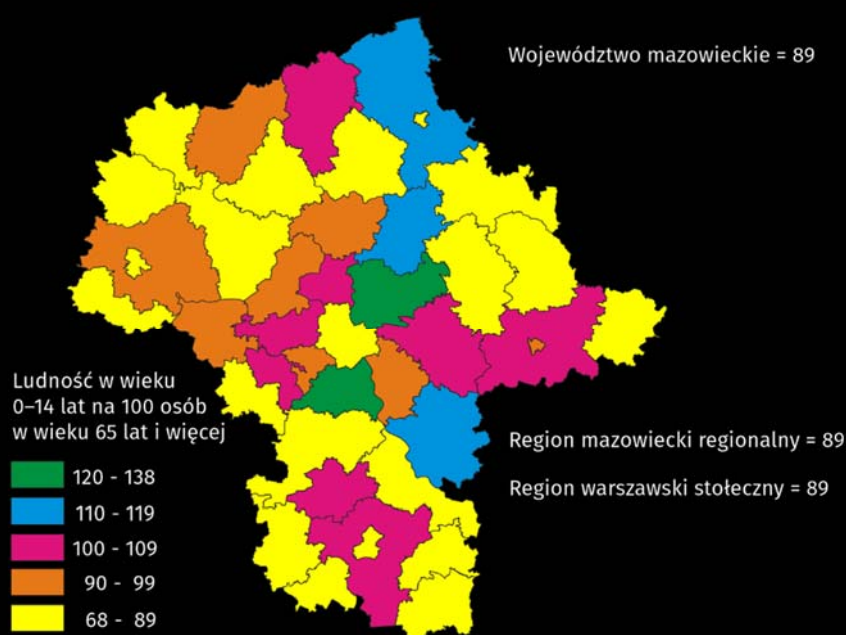 Województwo mazowieckie = 89
Ludność w wieku
0–14 lat na 100 osób
w wieku 65 lat i więcej
120 - 138
110 - 119
100 - 109
90 - 99
68 - 89
Region mazowiecki regionalny = 89
Region warszawski stołeczny = 89